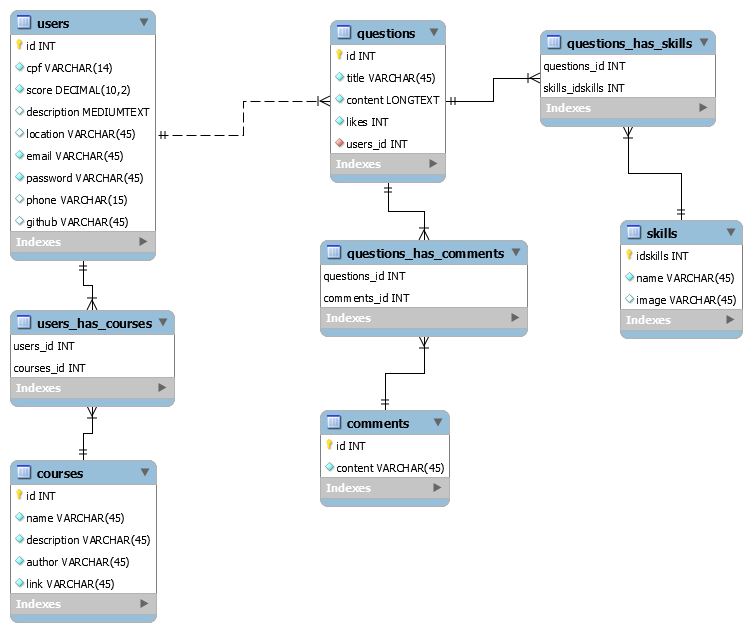 users
id INT
cpf VARCHAR(14)
score DECIMAL(10,2)
description MEDIUMTEXT
location VARCHAR(45)
email VARCHAR(45)
password VARCHAR(45)
phone VARCHAR(15)
github VARCHAR(45)
Indexes
questions
id INT
title VARCHAR(45)
content LONGTEXT
likes INT
users_id INT
Indexes
questions_has_skills
questions_id INT
skills_idskills INT
Indexes
skills
idskills INT
name VARCHAR(45)
image VARCHAR(45)
Indexes
questions_has_comments
questions_id INT
comments_id INT
Indexes
users_has_courses
users_id INT
courses_id INT
Indexes
comments
id INT
content VARCHAR(45)
Indexes
courses
id INT
name VARCHAR(45)
description VARCHAR(45)
author VARCHAR(45)
link VARCHAR(45)
Indexes